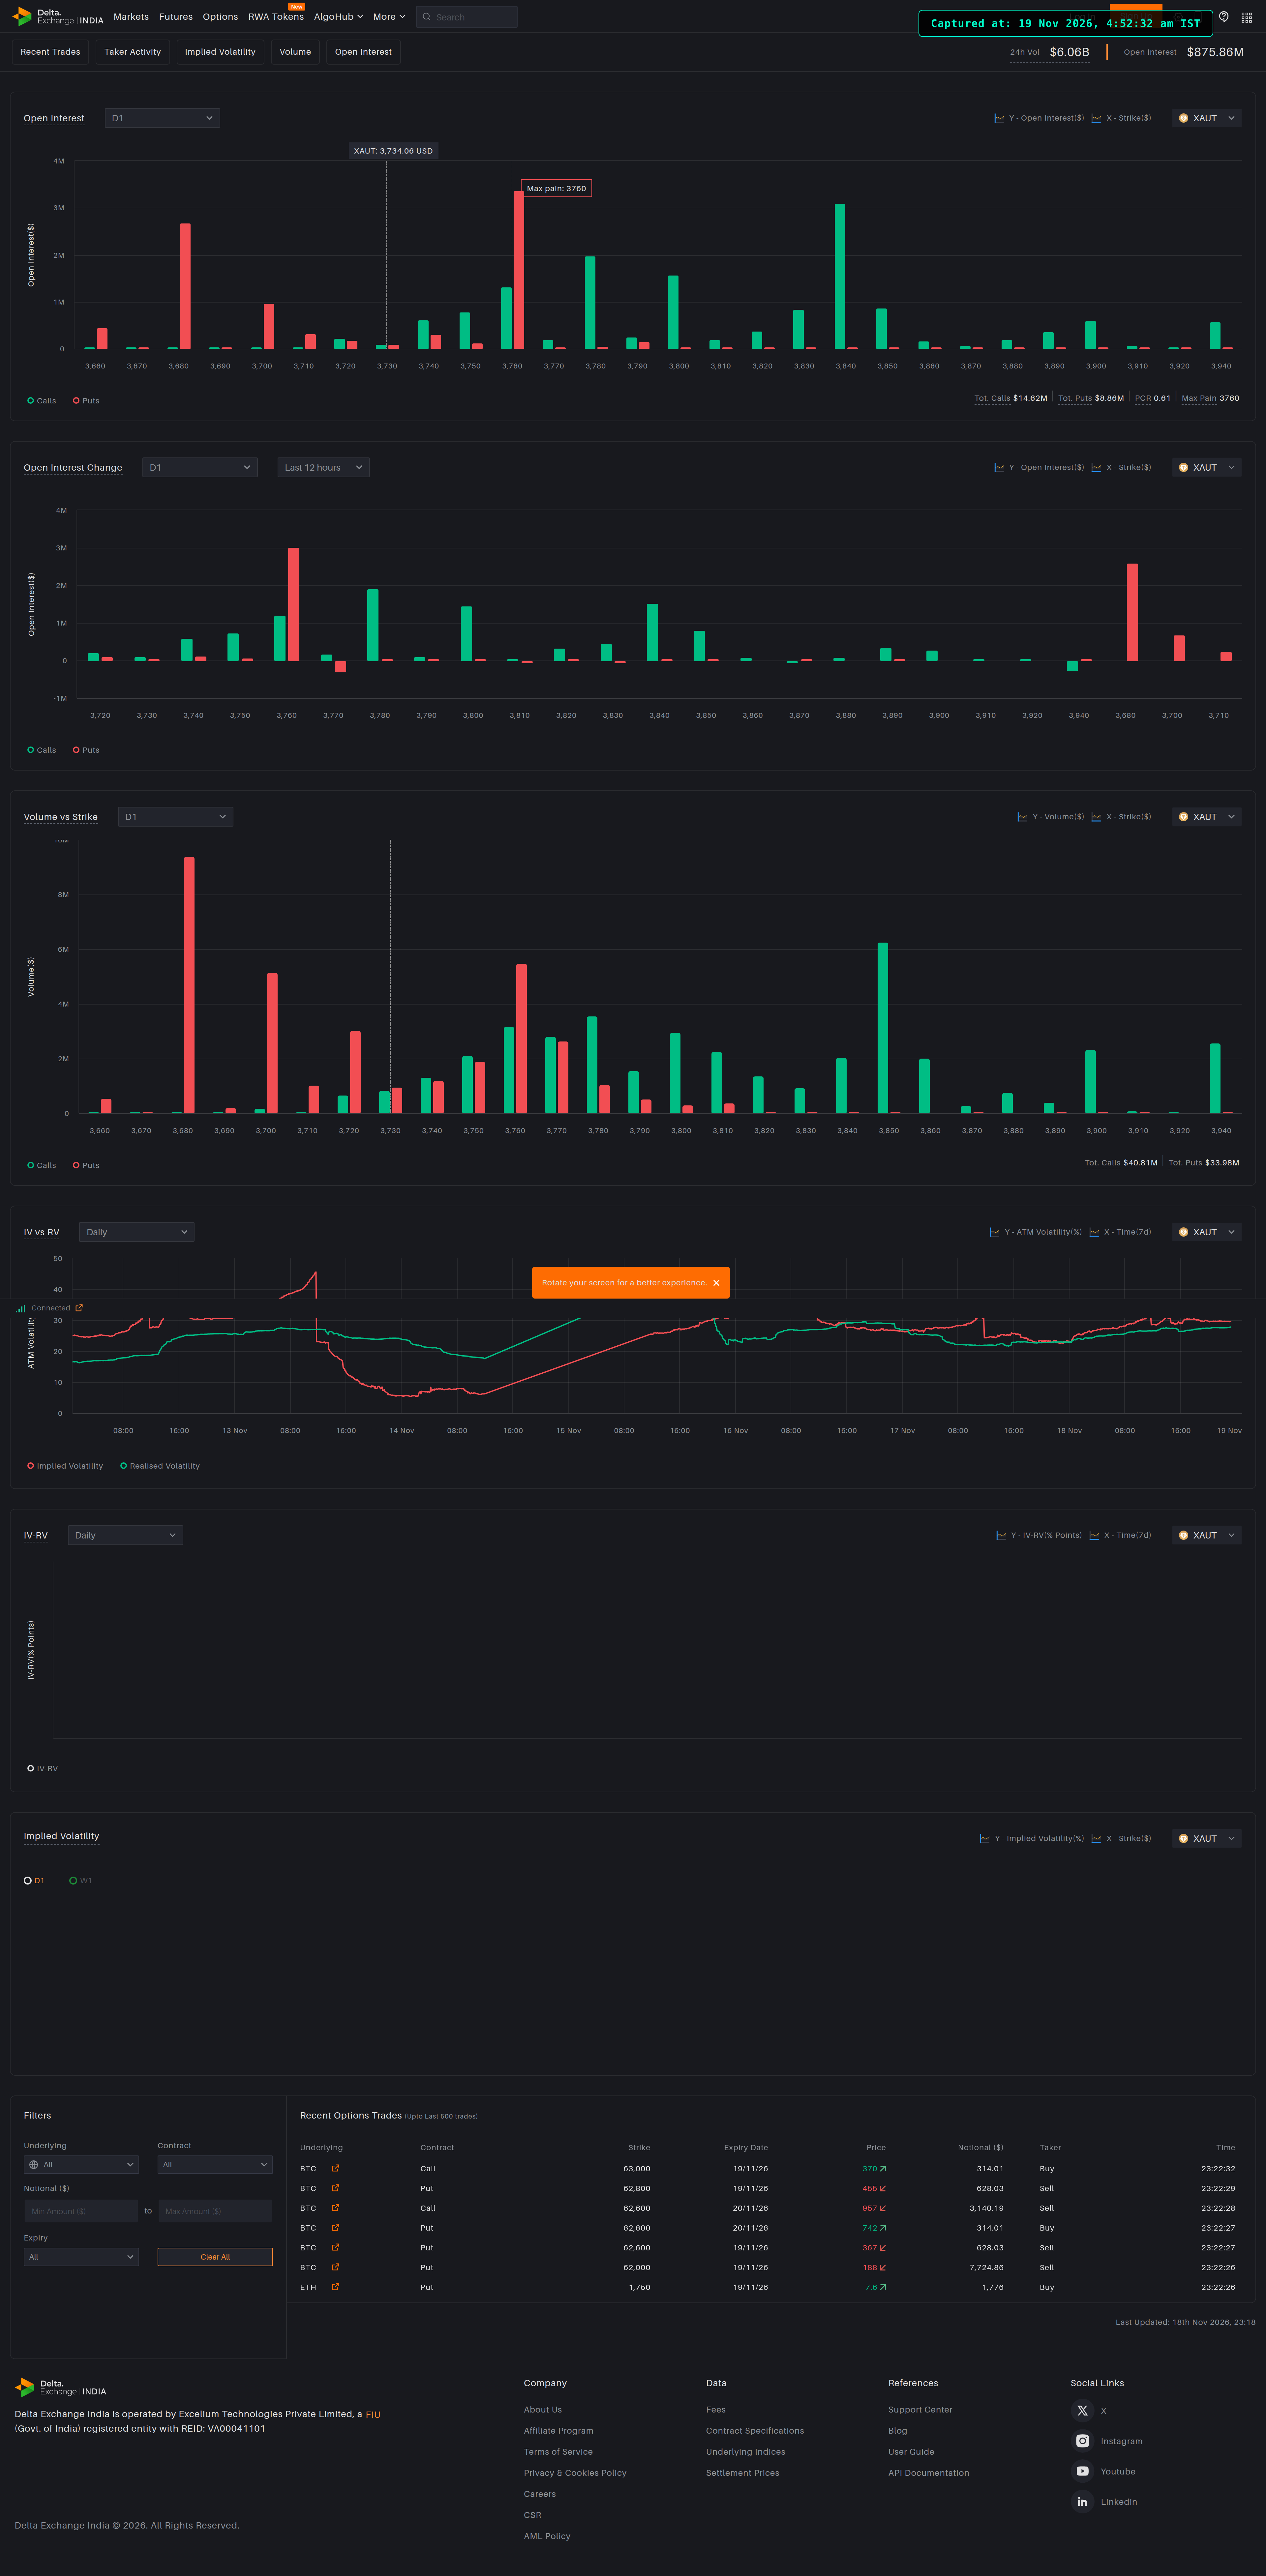 Delta.
Exchange | INDIA
Markets Futures Options RWA Tokens New AlgoHub More Search
Captured at: 19 Nov 2026, 4:52:32 am IST
Recent Trades Taker Activity Implied Volatility Volume Open Interest
24h Vol $6.06B Open Interest $875.86M
Open Interest D1 Y - Open Interest($) X - Strike($) XAUT
XAUT: 3,734.06 USD
Max pain: 3760
Open Interest($)
4M
3M
2M
1M
0
3,660 3,670 3,680 3,690 3,700 3,710 3,720 3,730 3,740 3,750 3,760 3,770 3,780 3,790 3,800 3,810 3,820 3,830 3,840 3,850 3,860 3,870 3,880 3,890 3,900 3,910 3,920 3,940
Calls Puts
Tot. Calls $14.62M Tot. Puts $8.86M PCR 0.61 Max Pain 3760
Open Interest Change D1 Last 12 hours Y - Open Interest($) X - Strike($) XAUT
Open Interest($)
4M
3M
2M
1M
0
-1M
3,720 3,730 3,740 3,750 3,760 3,770 3,780 3,790 3,800 3,810 3,820 3,830 3,840 3,850 3,860 3,870 3,880 3,890 3,900 3,910 3,920 3,940 3,680 3,700 3,710
Calls Puts
Volume vs Strike D1 Y - Volume($) X - Strike($) XAUT
Volume($)
10M
8M
6M
4M
2M
0
3,660 3,670 3,680 3,690 3,700 3,710 3,720 3,730 3,740 3,750 3,760 3,770 3,780 3,790 3,800 3,810 3,820 3,830 3,840 3,850 3,860 3,870 3,880 3,890 3,900 3,910 3,920 3,940
Calls Puts
Tot. Calls $40.81M Tot. Puts $33.98M
IV vs RV Daily Y - ATM Volatility(%) X - Time(7d) XAUT
50
40
Rotate your screen for a better experience.
Connected
30
20
10
0
08:00 16:00 13 Nov 08:00 16:00 14 Nov 08:00 16:00 15 Nov 08:00 16:00 16 Nov 08:00 16:00 17 Nov 08:00 16:00 18 Nov 08:00 16:00 19 Nov
Implied Volatility Realised Volatility
IV-RV Daily Y - IV-RV(% Points) X - Time(7d) XAUT
IV-RV(% Points)
IV-RV
Implied Volatility Y - Implied Volatility(%) X - Strike($) XAUT
D1 W1
Filters
Underlying Contract
All All
Notional ($)
Min Amount ($) to Max Amount ($)
Expiry
All Clear All
Recent Options Trades (Upto Last 500 trades)
Underlying Contract Strike Expiry Date Price Notional ($) Taker Time
BTC Call 63,000 19/11/26 370 314.01 Buy 23:22:32
BTC Put 62,800 19/11/26 455 628.03 Sell 23:22:29
BTC Call 62,600 20/11/26 957 3,140.19 Sell 23:22:28
BTC Put 62,600 20/11/26 742 314.01 Buy 23:22:27
BTC Put 62,600 19/11/26 367 628.03 Sell 23:22:27
BTC Put 62,000 19/11/26 188 7,724.86 Sell 23:22:26
ETH Put 1,750 19/11/26 7.6 1,776 Buy 23:22:26
Last Updated: 18th Nov 2026, 23:18
Delta.
Exchange | INDIA
Delta Exchange India is operated by Excelium Technologies Private Limited, a FIU
(Govt. of India) registered entity with REID: VA00041101
Delta Exchange India © 2026. All Rights Reserved.
Company
About Us
Affiliate Program
Terms of Service
Privacy & Cookies Policy
Careers
CSR
AML Policy
Data
Fees
Contract Specifications
Underlying Indices
Settlement Prices
References
Support Center
Blog
User Guide
API Documentation
Social Links
X
Instagram
Youtube
Linkedin